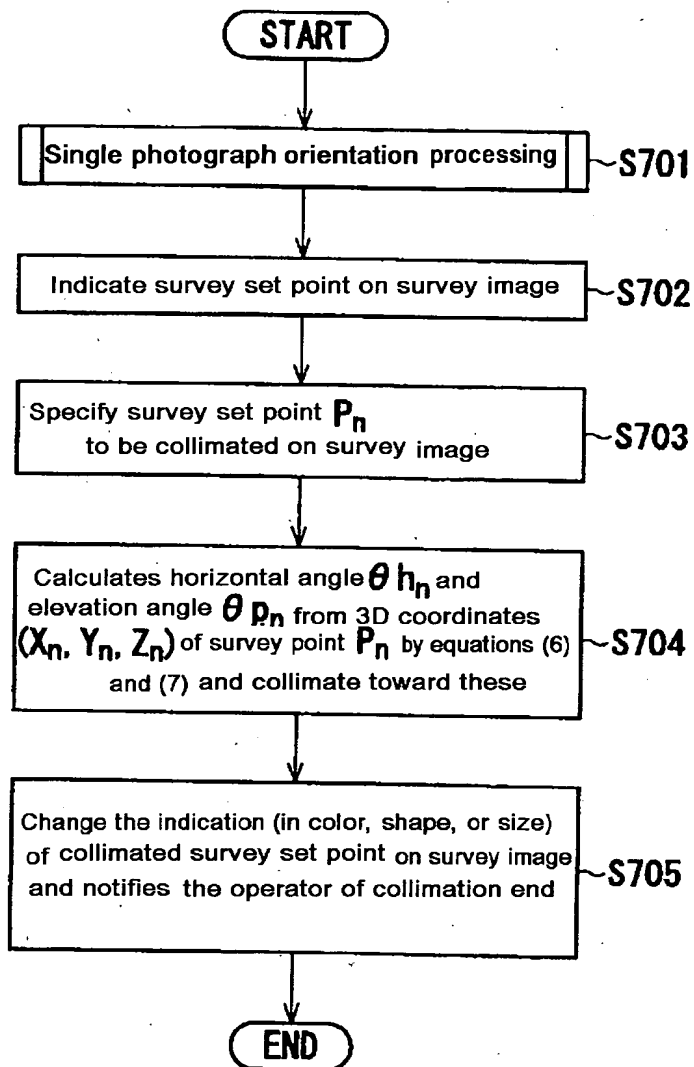 START
Single photograph orientation processing
S701
Indicate survey set point on survey image
S702
Specify survey set point Pn
to be collimated on survey image
S703
Calculates horizontal angle θhn and
elevation angle θpn from 3D coordinates
(Xn, Yn, Zn) of survey point Pn by equations (6)
and (7) and collimate toward these
S704
Change the indication (in color, shape, or size)
of collimated survey set point on survey image
and notifies the operator of collimation end
S705
END